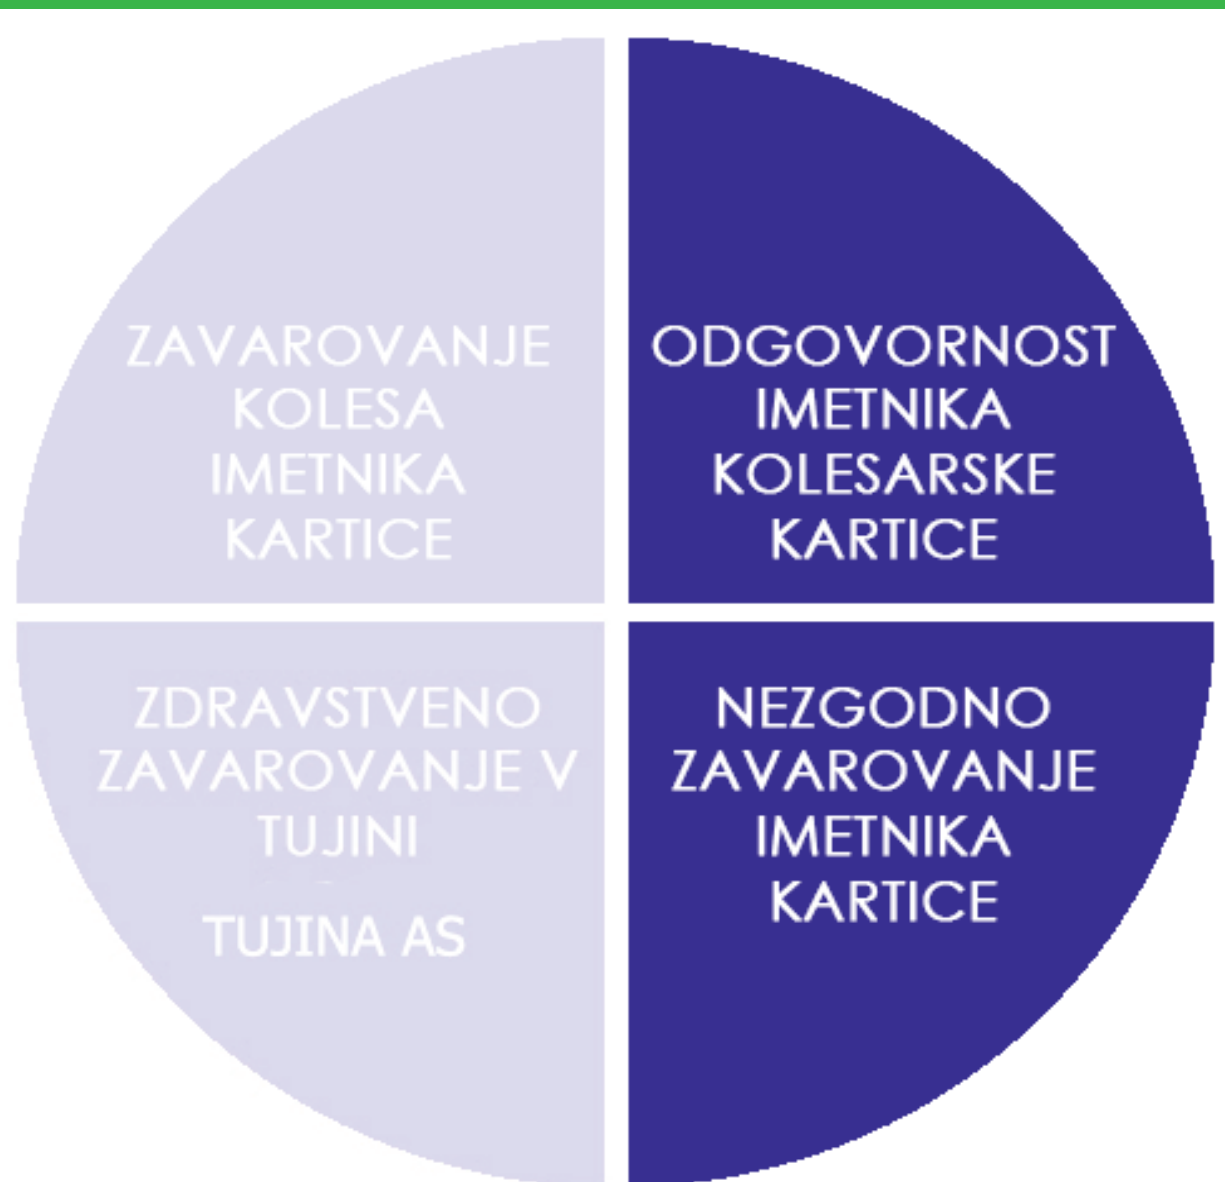 ZAVAROVANJE
KOLESA
IMETNIKA
KARTICE
ODGOVORNOST
IMETNIKA
KOLESARSKE
KARTICE
ZDRAVSTVENO
ZAVAROVANJE V
TUJINI
TUJINA AS
NEZGODNO
ZAVAROVANJE
IMETNIKA
KARTICE